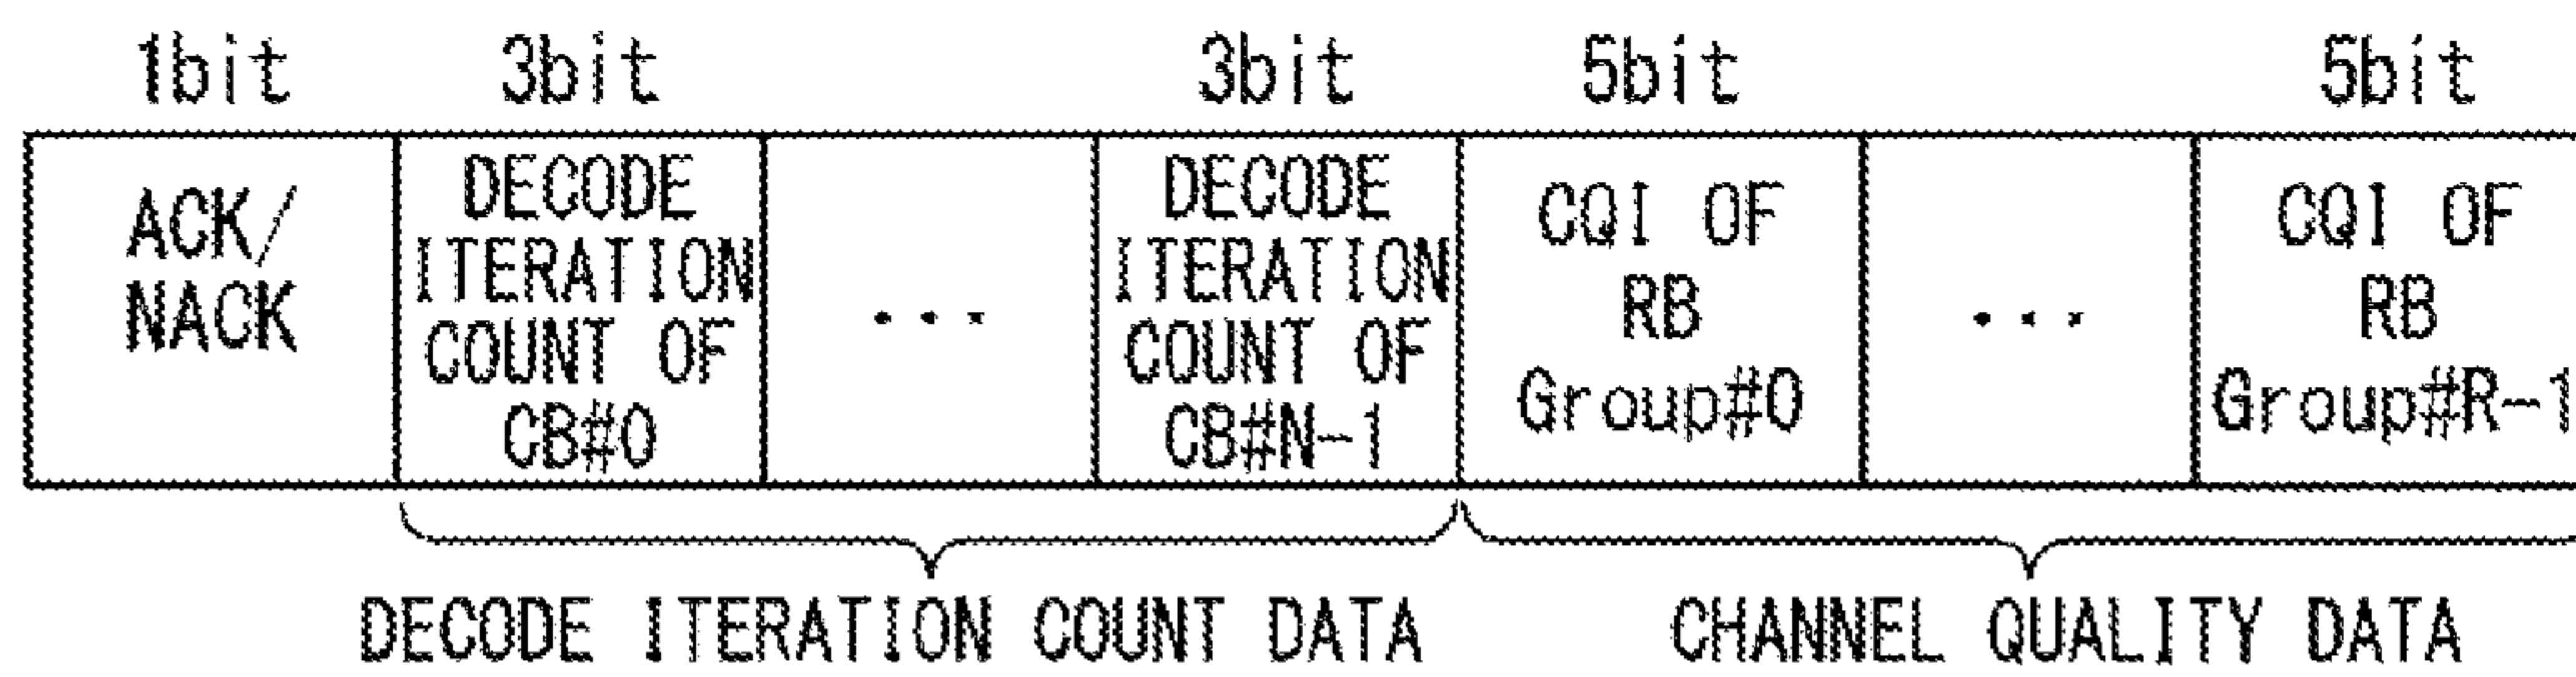 1bit 3bit 3bit 5bit 5bit
ACK/
NACK
DECODE
ITERATION
COUNT OF
CB#0
...
DECODE
ITERATION
COUNT OF
CB#N-1
CQI OF
RB
Group#0
...
CQI OF
RB
Group#R-1
DECODE ITERATION COUNT DATA
CHANNEL QUALITY DATA